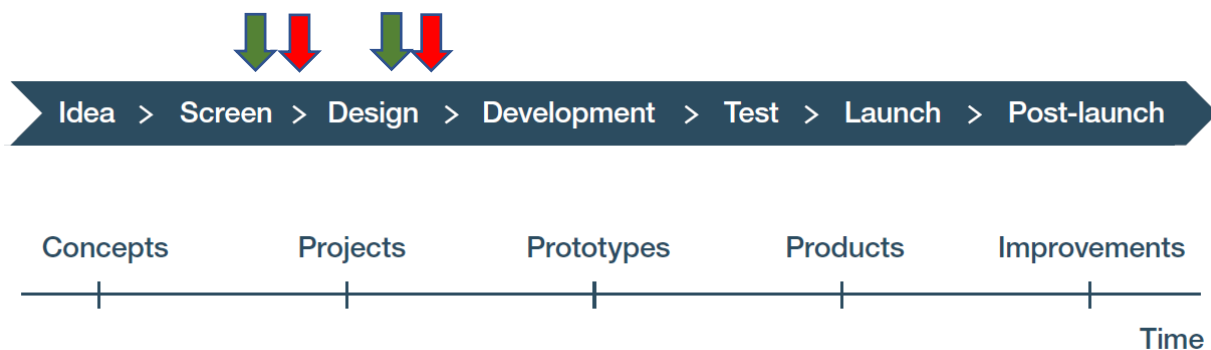 Idea > Screen > Design > Development > Test > Launch > Post-launch
Concepts Projects Prototypes Products Improvements
Time